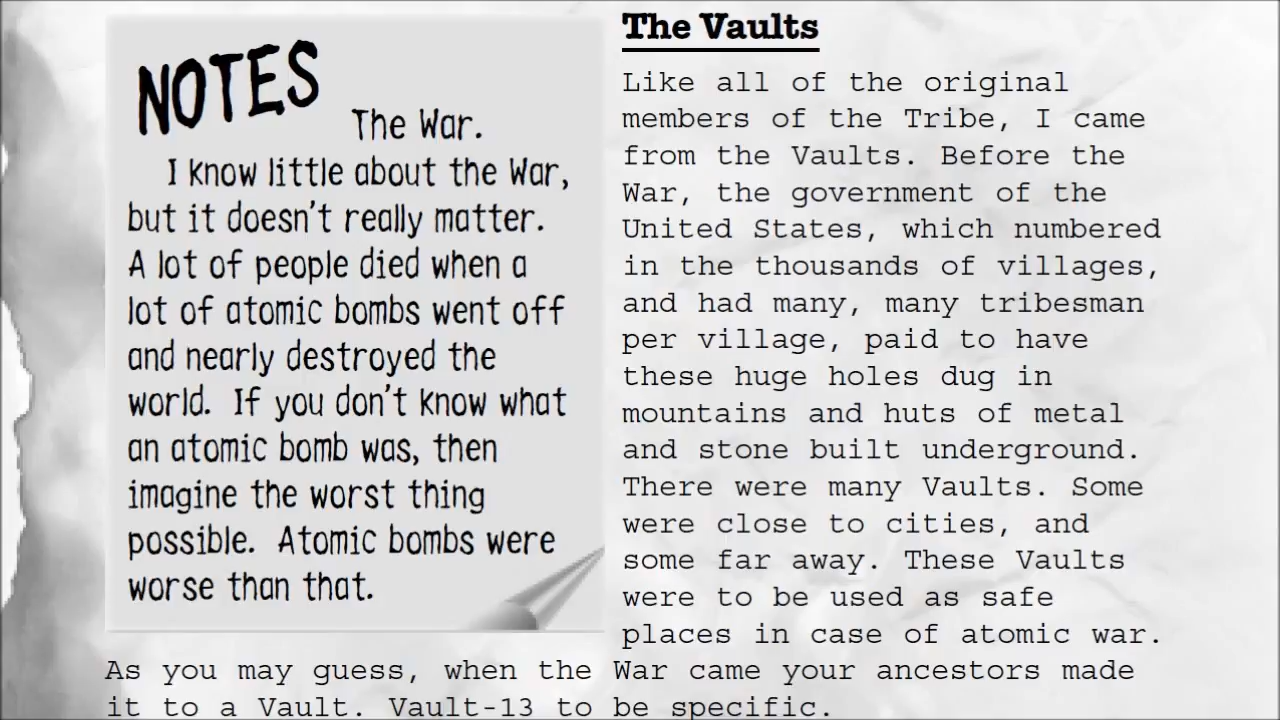 NOTES
The War.
I know little about the War,
but it doesn't really matter.
A lot of people died when a
lot of atomic bombs went off
and nearly destroyed the
world. If you don't know what
an atomic bomb was, then
imagine the worst thing
possible. Atomic bombs were
worse than that.
The Vaults
Like all of the original
members of the Tribe, I came
from the Vaults. Before the
War, the government of the
United States, which numbered
in the thousands of villages,
and had many, many tribesman
per village, paid to have
these huge holes dug in
mountains and huts of metal
and stone built underground.
There were many Vaults. Some
were close to cities, and
some far away. These Vaults
were to be used as safe
places in case of atomic war.
As you may guess, when the War came your ancestors made
it to a Vault. Vault-13 to be specific.